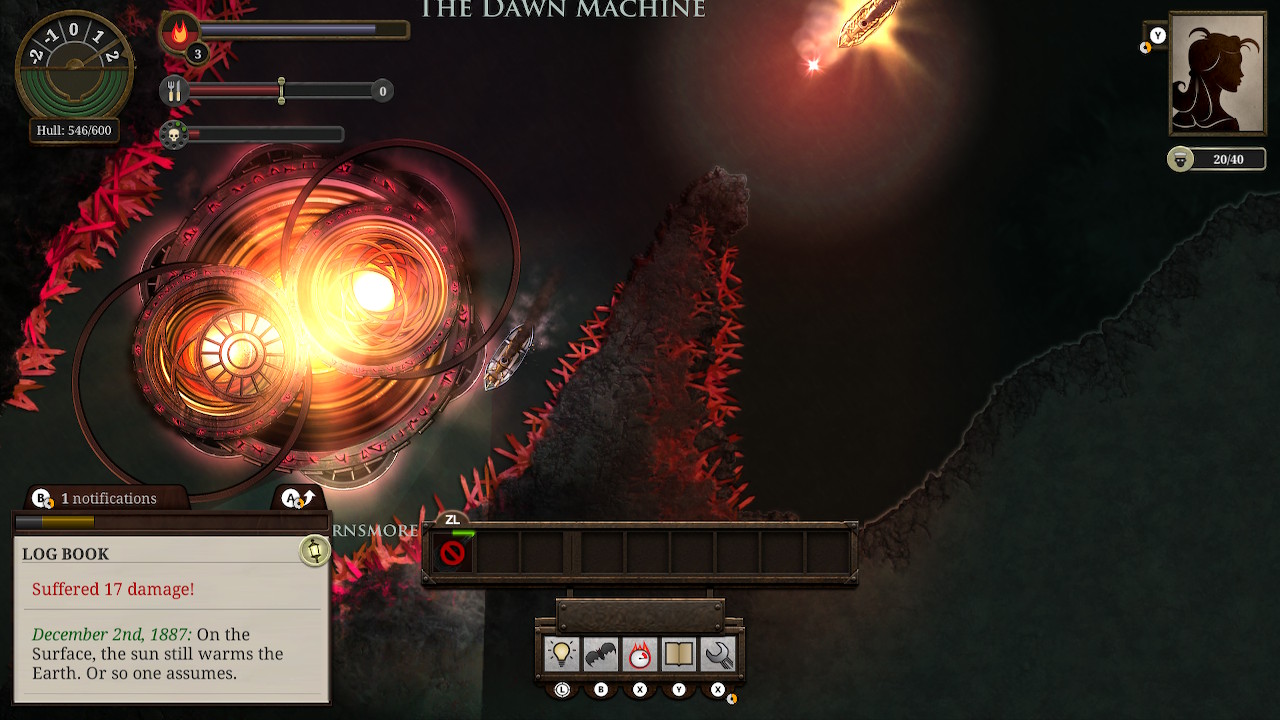 THE DAWN MACHINE
-2 -1 0 1 2
3
Y
0
Hull: 546/600
20/40
B 1 notifications A
RNSMORE
ZL
LOG BOOK
Suffered 17 damage!
December 2nd, 1887: On the
Surface, the sun still warms the
Earth. Or so one assumes.
L B X Y X